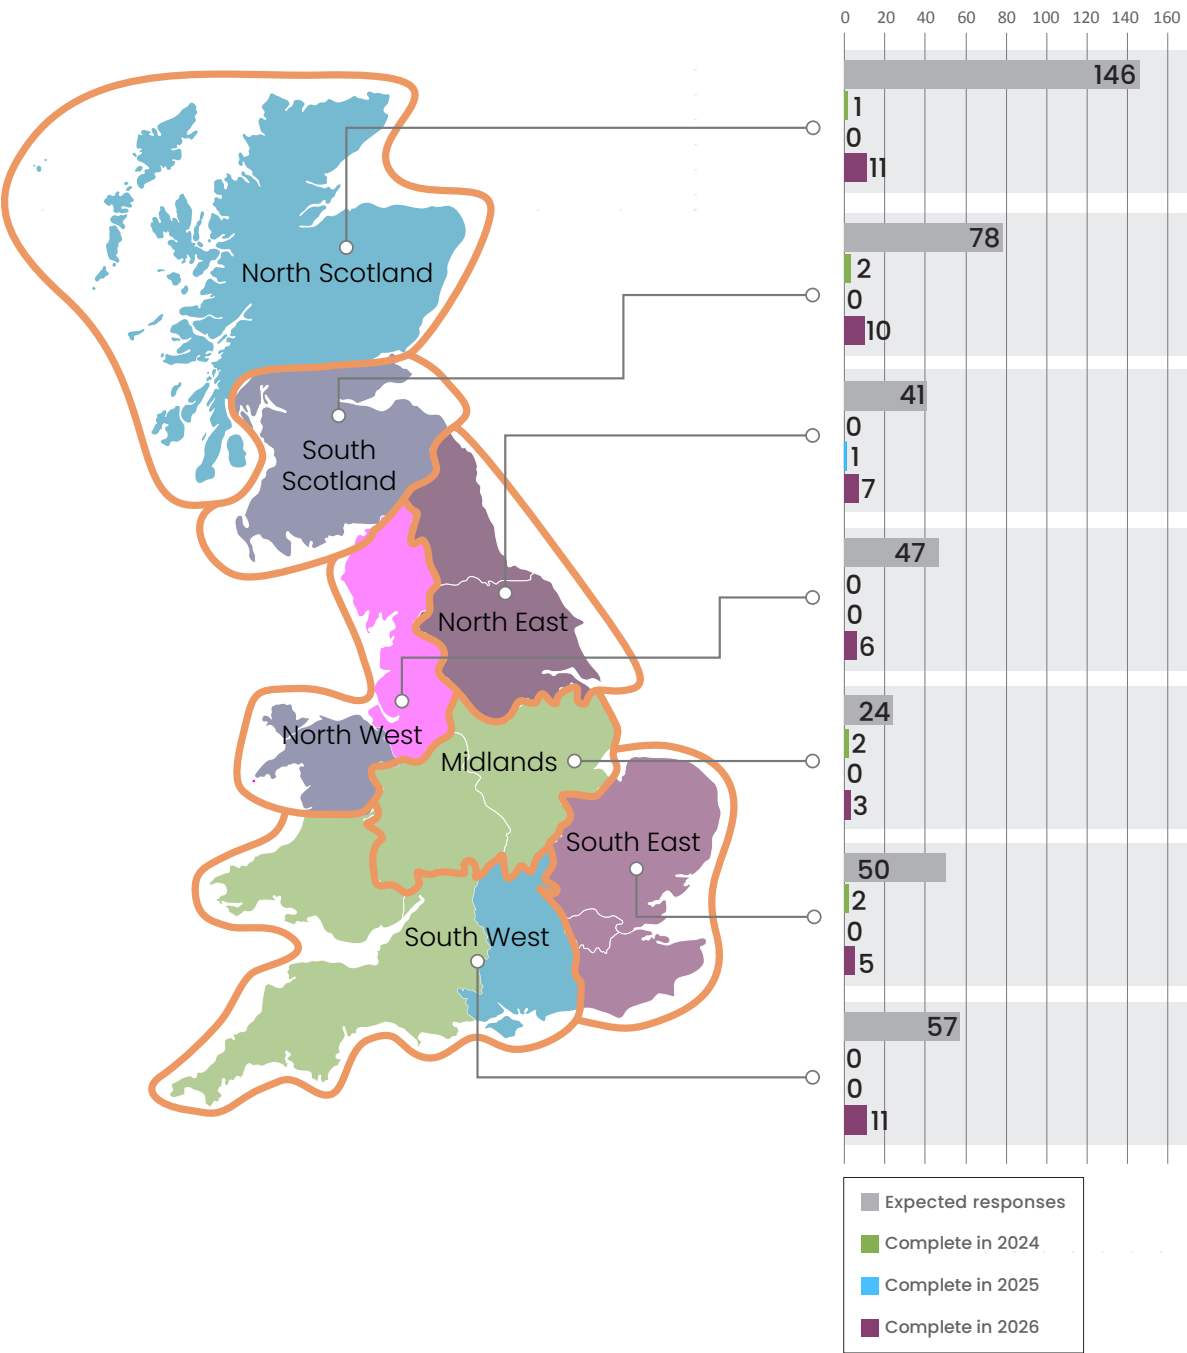 0 20 40 60 80 100 120 140 160
146
1
0
11
North Scotland
78
2
0
10
41
0
1
7
South
Scotland
47
0
0
6
North East
24
2
0
3
North West
Midlands
50
2
0
5
South East
South West
57
0
0
11
Expected responses
Complete in 2024
Complete in 2025
Complete in 2026